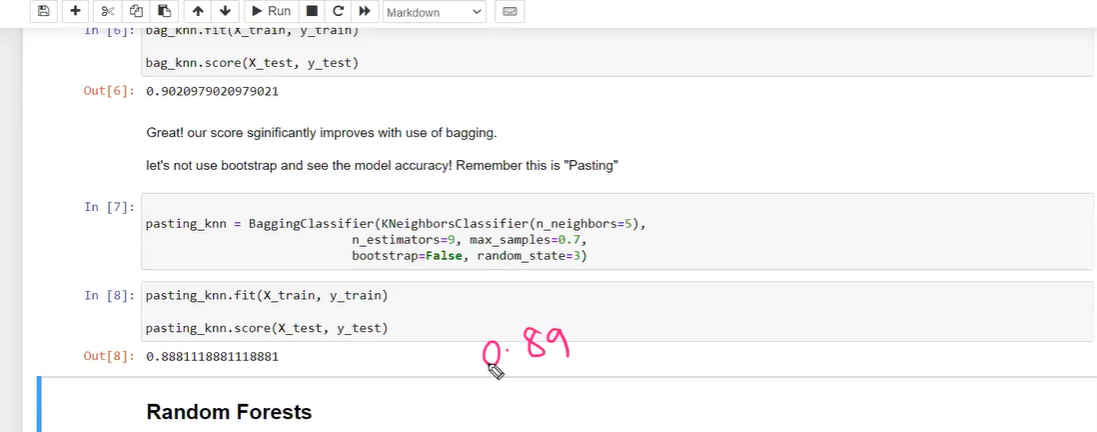 Run
Markdown
In [6]: bag_knn.fit(X_train, y_train)
bag_knn.score(X_test, y_test)
Out[6]: 0.9020979020979021
Great! our score sginificantly improves with use of bagging.
let's not use bootstrap and see the model accuracy! Remember this is "Pasting"
In [7]:
pasting_knn = BaggingClassifier(KNeighborsClassifier(n_neighbors=5),
n_estimators=9, max_samples=0.7,
bootstrap=False, random_state=3)
In [8]: pasting_knn.fit(X_train, y_train)
pasting_knn.score(X_test, y_test)
0.89
Out[8]: 0.8881118881118881
Random Forests